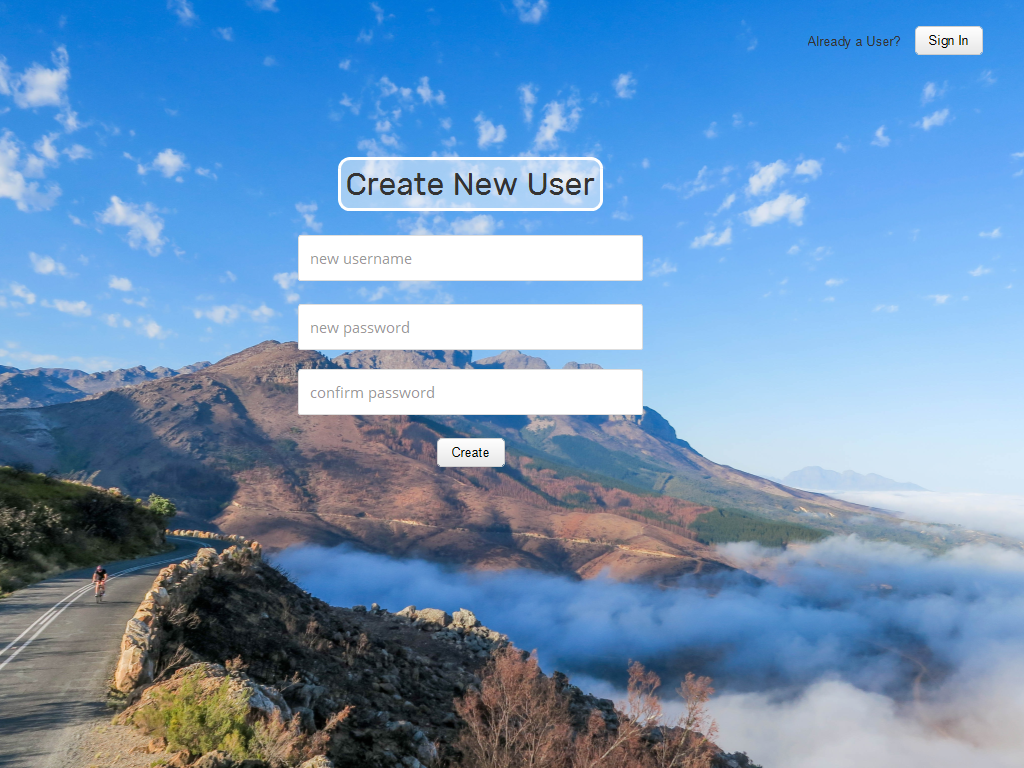 Already a User?
Sign In
Create New User
new username
new password
confirm password
Create